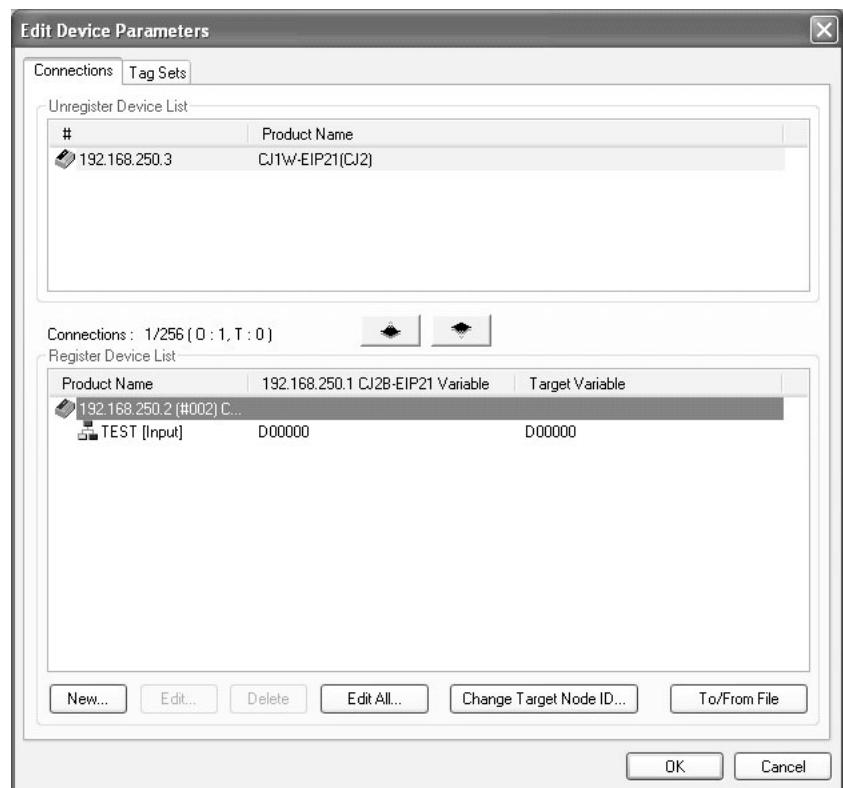 Edit Device Parameters
Connections Tag Sets
Unregister Device List
# Product Name
192.168.250.3 CJ1W-EIP21(CJ2)
Connections : 1/256 ( O : 1, T : 0 )
Register Device List
Product Name 192.168.250.1 CJ2B-EIP21 Variable Target Variable
192.168.250.2 (#002) C...
TEST [Input] D00000 D00000
New... Edit... Delete Edit All... Change Target Node ID... To/From File
OK Cancel